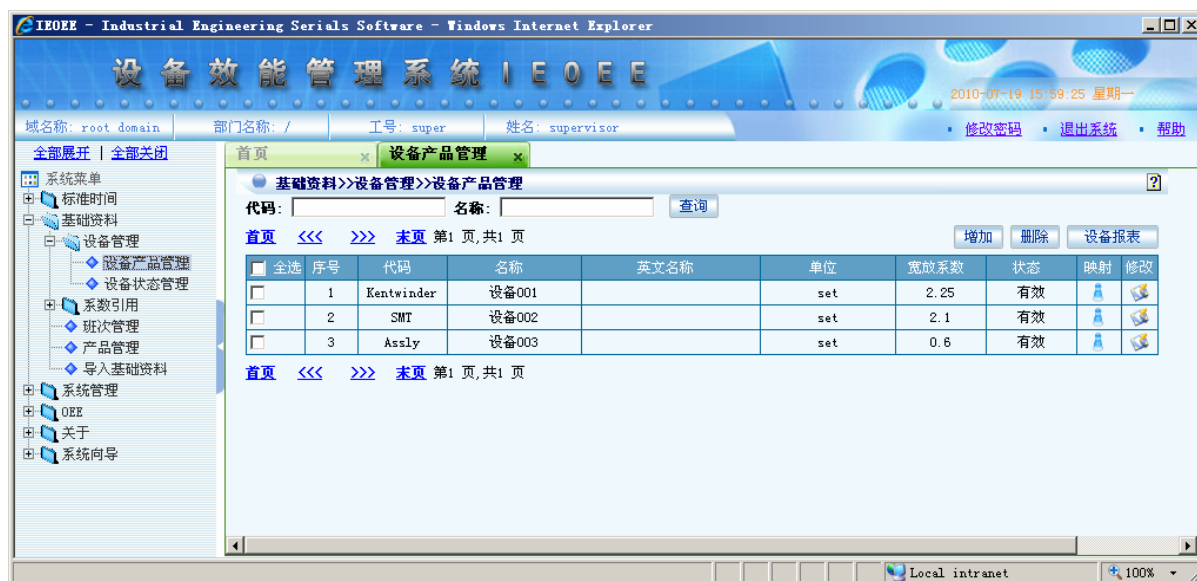 IEOEE - Industrial Engineering Serials Software - Windows Internet Explorer
设备效能管理系统IEOEE
2010-07-19 15:59:25 星期一
域名称: root domain 部门名称: / 工号: super 姓名: supervisor 修改密码 退出系统 帮助
全部展开 | 全部关闭
首页 x 设备产品管理 x
系统菜单
标准时间
基础资料
设备管理
设备产品管理
设备状态管理
系数引用
班次管理
产品管理
导入基础资料
系统管理
OEE
关于
系统向导
基础资料>>设备管理>>设备产品管理 ?
代码: 名称: 查询
首页 <<< >>> 末页 第1 页,共1 页 增加 删除 设备报表
全选 序号 代码 名称 英文名称 单位 宽放系数 状态 映射 修改
1 Kentwinder 设备001 set 2.25 有效
2 SMT 设备002 set 2.1 有效
3 Assly 设备003 set 0.6 有效
首页 <<< >>> 末页 第1 页,共1 页
Local intranet 100%